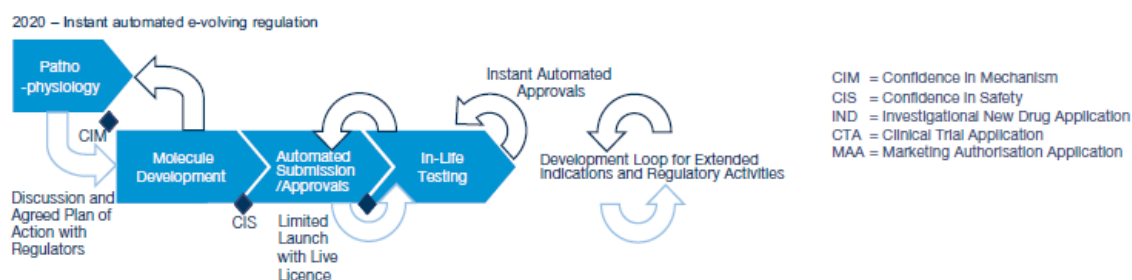 2020 – Instant automated e-volving regulation
Patho
-physiology
CIM
Discussion and
Agreed Plan of
Action with
Regulators
Molecule
Development
CIS
Automated
Submission
/Approvals
Limited
Launch
with Live
Licence
In-Life
Testing
Instant Automated
Approvals
Development Loop for Extended
Indications and Regulatory Activities
CIM = Confidence in Mechanism
CIS = Confidence in Safety
IND = Investigational New Drug Application
CTA = Clinical Trial Application
MAA = Marketing Authorisation Application